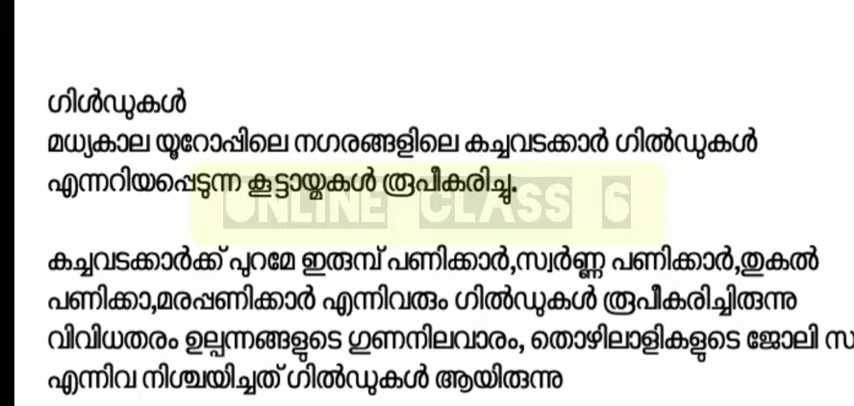 ഗിൾഡുകൾ
മധ്യകാല യൂറോപ്പിലെ നഗരങ്ങളിലെ കച്ചവടക്കാർ ഗിൽഡുകൾ
എന്നറിയപ്പെടുന്ന കൂട്ടായ്മകൾ രൂപീകരിച്ചു.
ONLINE CLASS 6
കച്ചവടക്കാർക്ക് പുറമേ ഇരുമ്പ് പണിക്കാർ,സ്വർണ്ണ പണിക്കാർ,തുകൽ
പണിക്കാ,മരപ്പണിക്കാർ എന്നിവരും ഗിൽഡുകൾ രൂപീകരിച്ചിരുന്നു
വിവിധതരം ഉല്പന്നങ്ങളുടെ ഗുണനിലവാരം, തൊഴിലാളികളുടെ ജോലി
എന്നിവ നിശ്ചയിച്ചത് ഗിൽഡുകൾ ആയിരുന്നു